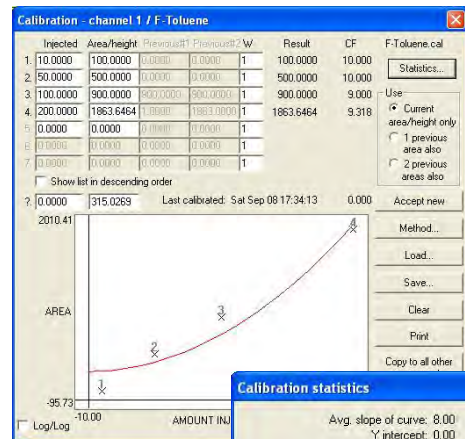 Calibration - channel 1 / F-Toluene
Injected Area/height Previous#1 Previous#2 W Result CF F-Toluene.cal
1. 10.0000 100.0000 0.0000 0.0000 1 100.0000 10.000
Statistics...
2. 50.0000 500.0000 0.0000 0.0000 1 500.0000 10.000
3. 100.0000 900.0000 900.0000 900.0000 1 900.0000 9.000
Use
4. 200.0000 1863.6464 1.0000 1863.0000 1 1863.6464 9.318
Current
area/height only
5. 0.0000 0.0000 0.0000 0.0000 1
6. 0.0000 0.0000 0.0000 0.0000 1
1 previous
area also
7. 0.0000 0.0000 0.0000 0.0000 1
2 previous
areas also
Show list in descending order
?. 0.0000 315.0269 Last calibrated: Sat Sep 08 17:34:13 0.000
Accept new
2010.41
4
Method...
Load...
Save...
AREA
3
Clear
2
Print
1
Copy to all other
-95.73
-10.00 AMOUNT INJ
Log/Log
Calibration statistics
Avg. slope of curve: 8.00
Y intercept: 0.00